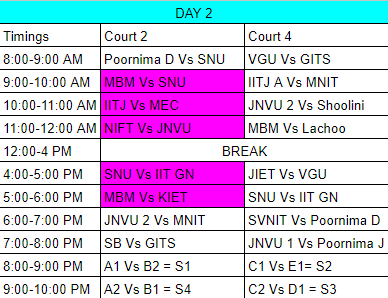 DAY 2
Timings Court 2 Court 4
8:00-9:00 AM Poornima D Vs SNU VGU Vs GITS
9:00-10:00 AM MBM Vs SNU IITJ A Vs MNIT
10:00-11:00 AM IITJ Vs MEC JNVU 2 Vs Shoolini
11:00-12:00 AM NIFT Vs JNVU MBM Vs Lachoo
12:00-4 PM BREAK
4:00-5:00 PM SNU Vs IIT GN JIET Vs VGU
5:00-6:00 PM MBM Vs KIET SNU Vs IIT GN
6:00-7:00 PM JNVU 2 Vs MNIT SVNIT Vs Poornima D
7:00-8:00 PM SB Vs GITS JNVU 1 Vs Poornima J
8:00-9:00 PM A1 Vs B2 = S1 C1 Vs E1= S2
9:00-10:00 PM A2 Vs B1 = S4 C2 Vs D1 = S3